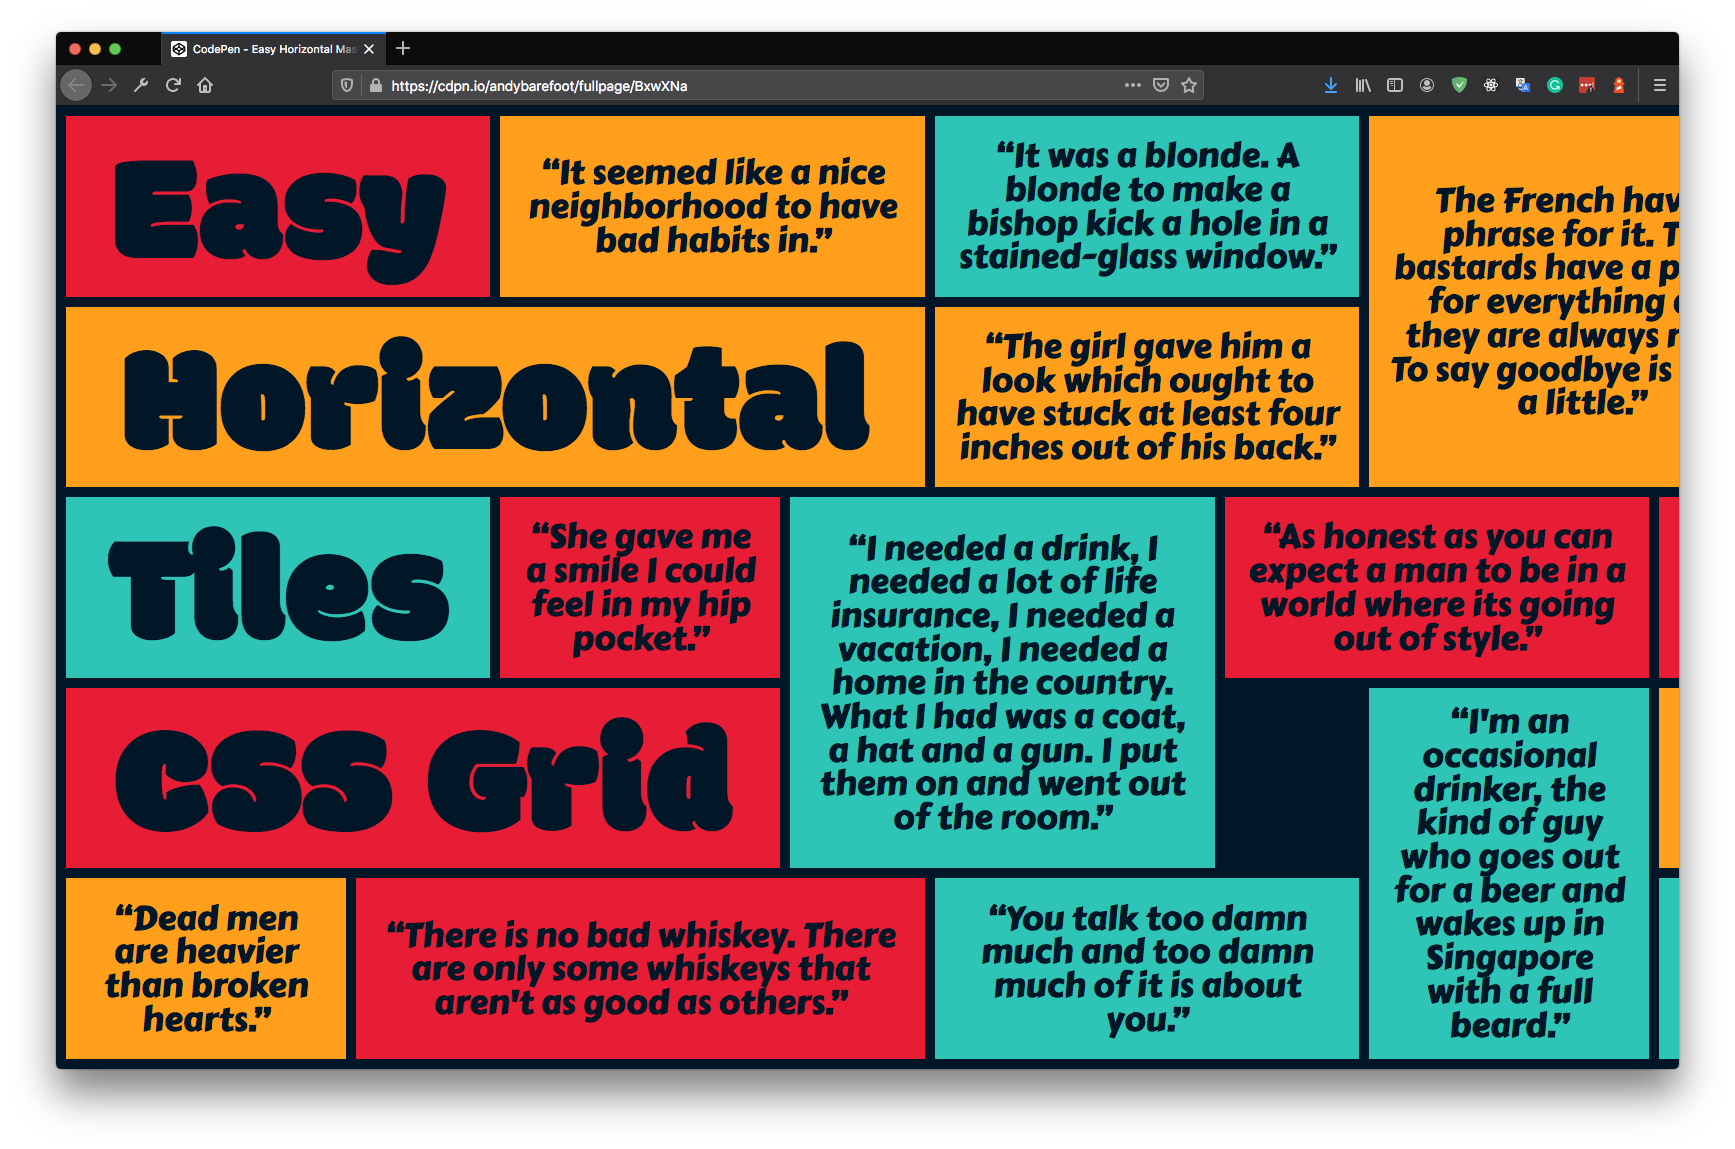 CodePen - Easy Horizontal Mas
https://cdpn.io/andybarefoot/fullpage/BxwXNa
Easy
“It seemed like a nice
neighborhood to have
bad habits in.”
“It was a blonde. A
blonde to make a
bishop kick a hole in a
stained-glass window.”
The French hav
phrase for it. T
bastards have a p
for everything
they are always r
To say goodbye is
a little.”
Horizontal
“The girl gave him a
look which ought to
have stuck at least four
inches out of his back.”
Tiles
“She gave me
a smile I could
feel in my hip
pocket.”
“I needed a drink, I
needed a lot of life
insurance, I needed a
vacation, I needed a
home in the country.
What I had was a coat,
a hat and a gun. I put
them on and went out
of the room.”
“As honest as you can
expect a man to be in a
world where its going
out of style.”
CSS Grid
“I'm an
occasional
drinker, the
kind of guy
who goes out
for a beer and
wakes up in
Singapore
with a full
beard.”
“Dead men
are heavier
than broken
hearts.”
“There is no bad whiskey. There
are only some whiskeys that
aren't as good as others.”
“You talk too damn
much and too damn
much of it is about
you.”